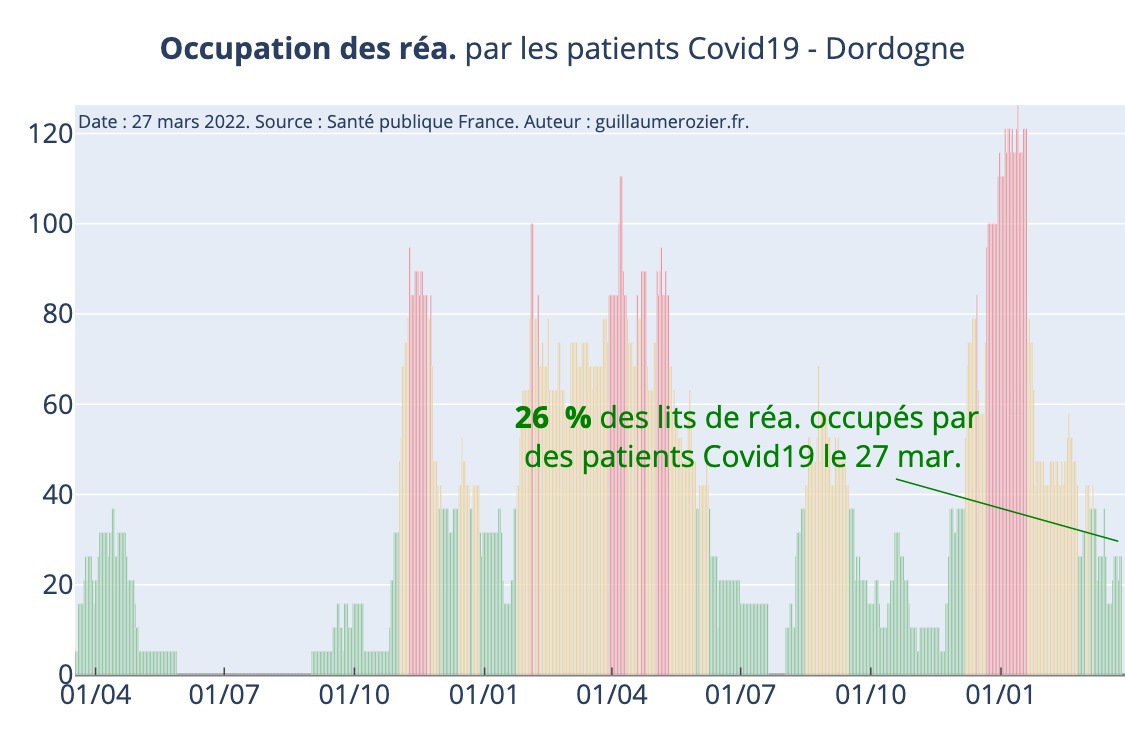 Occupation des réa. par les patients Covid19 - Dordogne
Date : 27 mars 2022. Source : Santé publique France. Auteur : guillaumerozier.fr.
120
100
80
60
40
20
0
26 % des lits de réa. occupés par
des patients Covid19 le 27 mar.
01/04 01/07 01/10 01/01 01/04 01/07 01/10 01/01